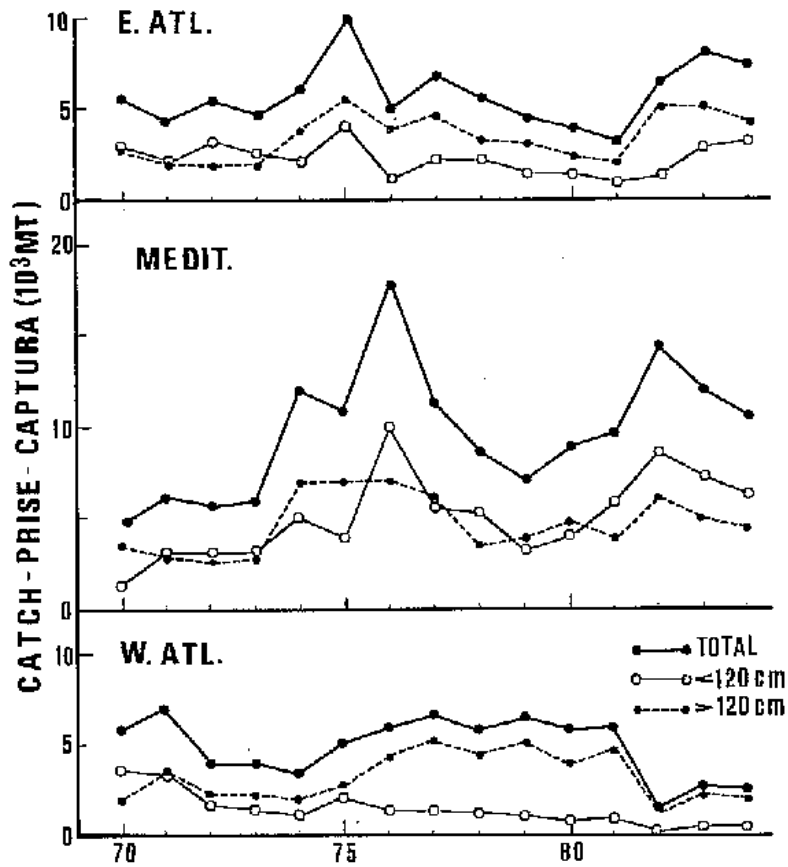 E. ATL.
10
5
0
MEDIT.
20
10
0
W. ATL.
10
5
0
CATCH - PRISE - CAPTURA (10³MT)
TOTAL
<120 cm
>120 cm
70
75
80